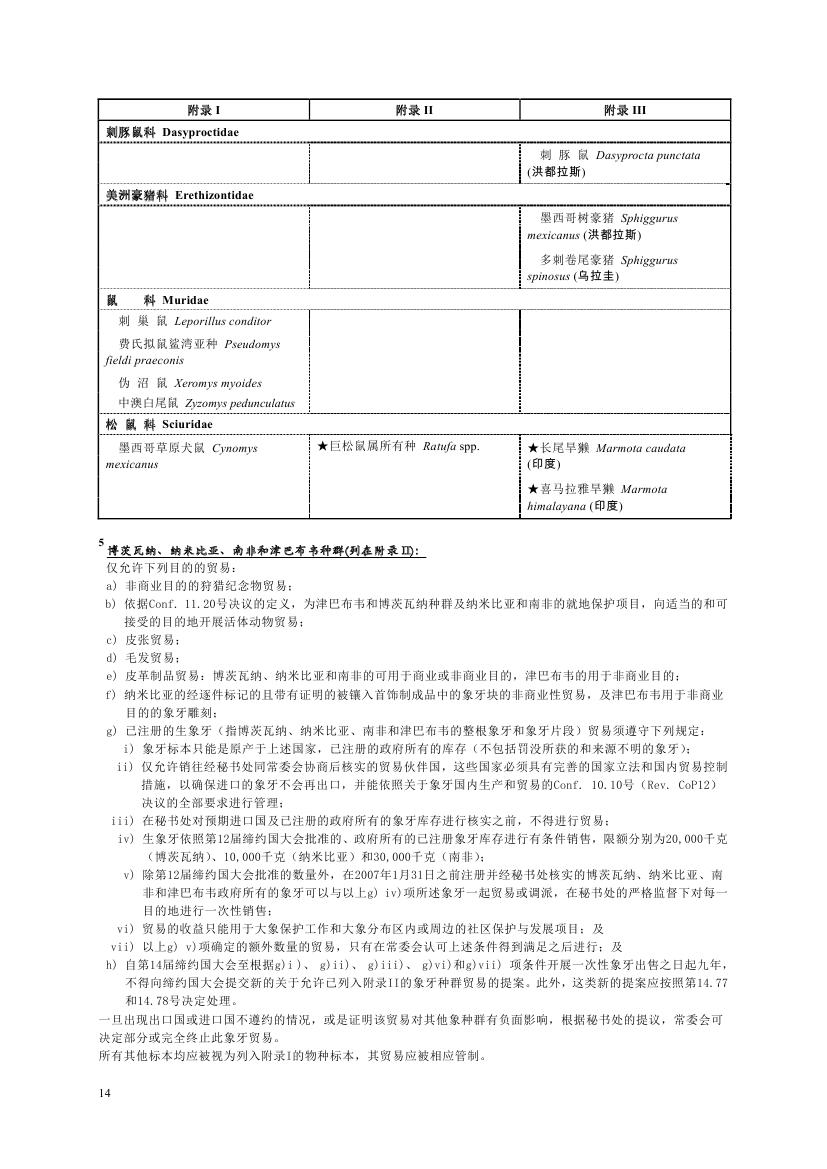 附录 I 附录 II 附录 III
刺豚鼠科 Dasyproctidae
刺 豚 鼠 Dasyprocta punctata
(洪都拉斯)
美洲豪猪科 Erethizontidae
墨西哥树豪猪 Sphiggurus
mexicanus (洪都拉斯)
多刺卷尾豪猪 Sphiggurus
spinosus (乌拉圭)
鼠 科 Muridae
刺 巢 鼠 Leporillus conditor
费氏拟鼠鲨湾亚种 Pseudomys
fieldi praeconis
伪 沼 鼠 Xeromys myoides
中澳白尾鼠 Zyzomys pedunculatus
松 鼠 科 Sciuridae
墨西哥草原犬鼠 Cynomys
mexicanus
★巨松鼠属所有种 Ratufa spp.
★长尾旱獭 Marmota caudata
(印度)
★喜马拉雅旱獭 Marmota
himalayana (印度)
5 博茨瓦纳、纳米比亚、南非和津巴布韦种群(列在附录Ⅱ):
仅允许下列目的的贸易:
a) 非商业目的的狩猎纪念物贸易;
b) 依据Conf. 11.20号决议的定义,为津巴布韦和博茨瓦纳种群及纳米比亚和南非的就地保护项目,向适当的和可
接受的目的地开展活体动物贸易;
c) 皮张贸易;
d) 毛发贸易;
e) 皮革制品贸易:博茨瓦纳、纳米比亚和南非的可用于商业或非商业目的,津巴布韦的用于非商业目的;
f) 纳米比亚的经逐件标记的且带有证明的被镶入首饰制成品中的象牙块的非商业性贸易,及津巴布韦用于非商业
目的的象牙雕刻;
g) 已注册的生象牙(指博茨瓦纳、纳米比亚、南非和津巴布韦的整根象牙和象牙片段)贸易须遵守下列规定:
i) 象牙标本只能是原产于上述国家,已注册的政府所有的库存(不包括罚没所获的和来源不明的象牙);
ii) 仅允许销往经秘书处同常委会协商后核实的贸易伙伴国,这些国家必须具有完善的国家立法和国内贸易控制
措施,以确保进口的象牙不会再出口,并能依照关于象牙国内生产和贸易的Conf. 10.10号(Rev. CoP12)
决议的全部要求进行管理;
iii) 在秘书处对预期进口国及已注册的政府所有的象牙库存进行核实之前,不得进行贸易;
iv) 生象牙依照第12届缔约国大会批准的、政府所有的已注册象牙库存进行有条件销售,限额分别为20,000千克
(博茨瓦纳)、10,000千克(纳米比亚)和30,000千克(南非);
v) 除第12届缔约国大会批准的数量外,在2007年1月31日之前注册并经秘书处核实的博茨瓦纳、纳米比亚、南
非和津巴布韦政府所有的象牙可以与以上g) iv)项所述象牙一起贸易或调派,在秘书处的严格监督下对每一
目的地进行一次性销售;
vi) 贸易的收益只能用于大象保护工作和大象分布区内或周边的社区保护与发展项目;及
vii) 以上g) v)项确定的额外数量的贸易,只有在常委会认可上述条件得到满足之后进行;及
h) 自第14届缔约国大会至根据g)i)、 g)ii)、 g)iii)、 g)vi)和g)vii) 项条件开展一次性象牙出售之日起九年,
不得向缔约国大会提交新的关于允许已列入附录II的象牙种群贸易的提案。此外,这类新的提案应按照第14.77
和14.78号决定处理。
一旦出现出口国或进口国不遵约的情况,或是证明该贸易对其他象种群有负面影响,根据秘书处的提议,常委会可
决定部分或完全终止此象牙贸易。
所有其他标本均应被视为列入附录I的物种标本,其贸易应被相应管制。
14